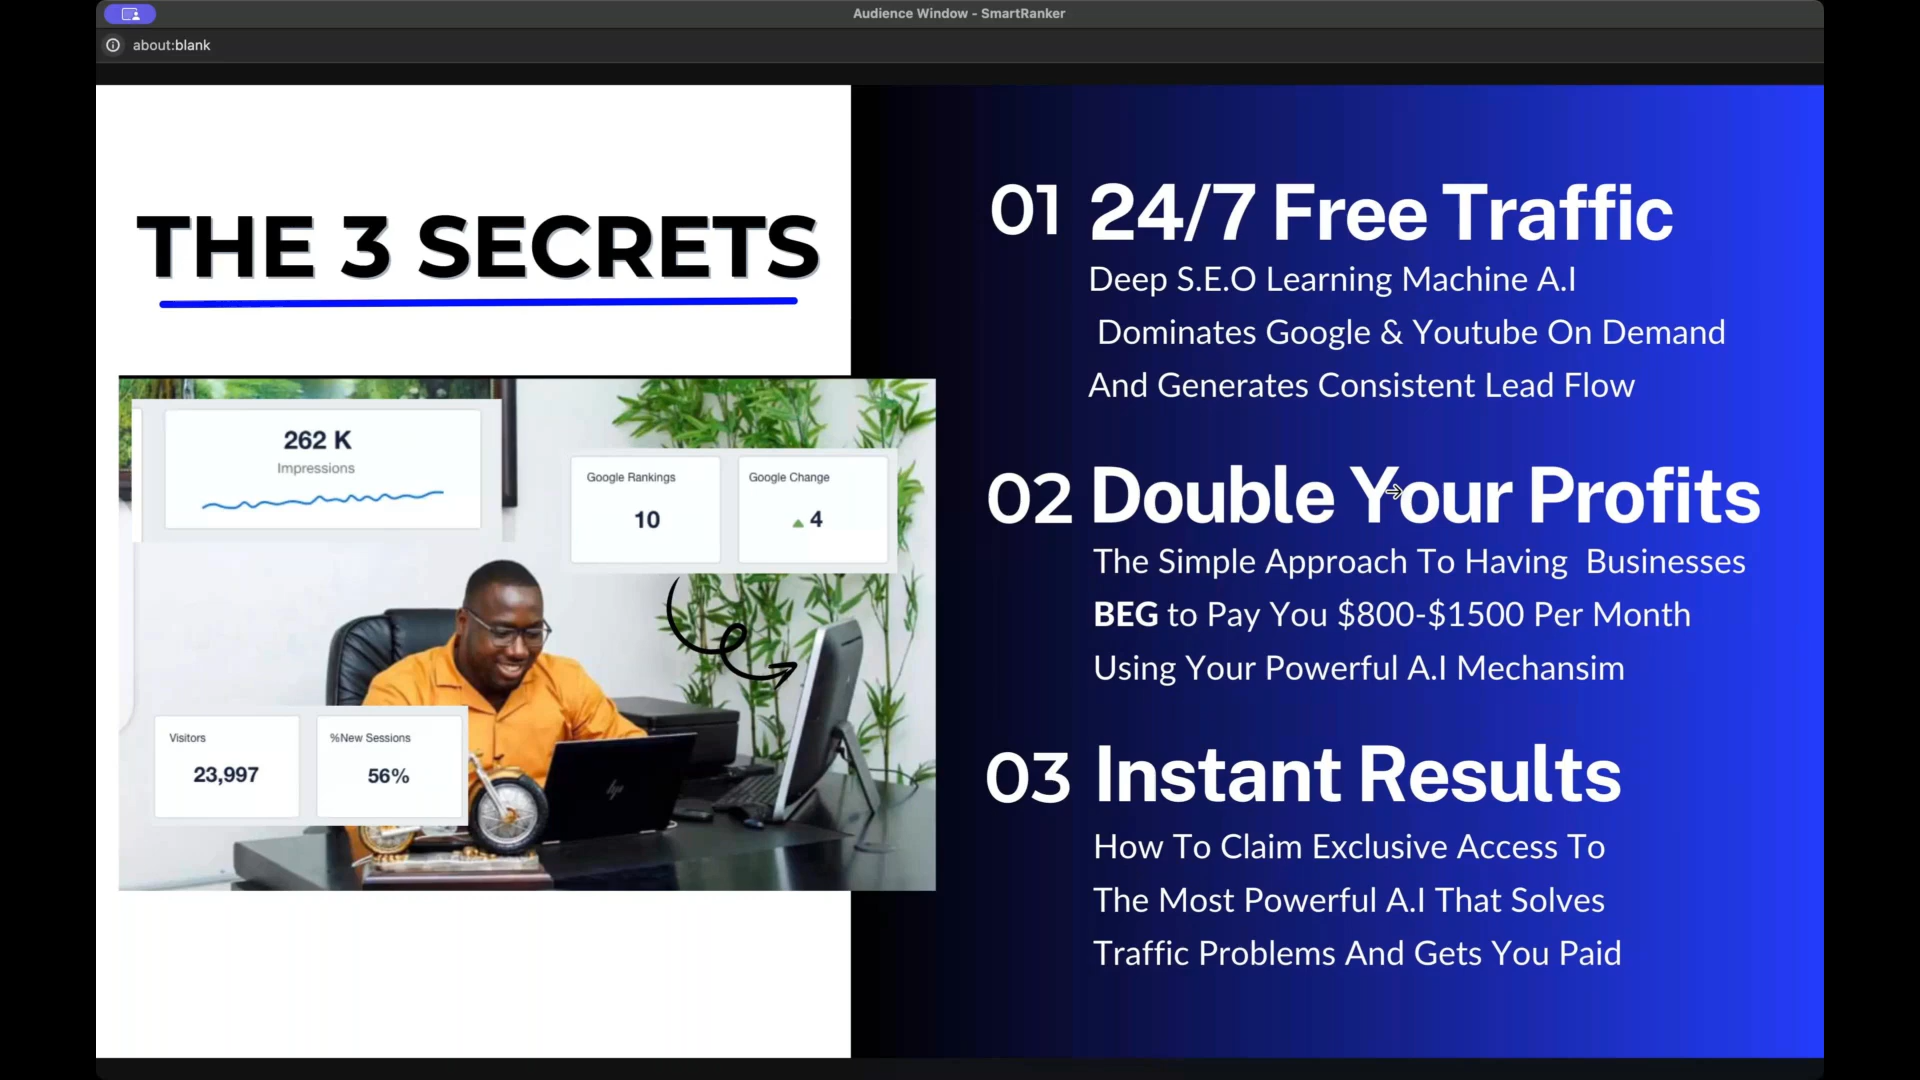 Audience Window - SmartRanker
about:blank
THE 3 SECRETS
262 K
Impressions
Google Rankings
10
Google Change
4
Visitors
23,997
%New Sessions
56%
hp
01 24/7 Free Traffic
Deep S.E.O Learning Machine A.I
Dominates Google & Youtube On Demand
And Generates Consistent Lead Flow
02 Double Your Profits
The Simple Approach To Having Businesses
BEG to Pay You $800-$1500 Per Month
Using Your Powerful A.I Mechansim
03 Instant Results
How To Claim Exclusive Access To
The Most Powerful A.I That Solves
Traffic Problems And Gets You Paid